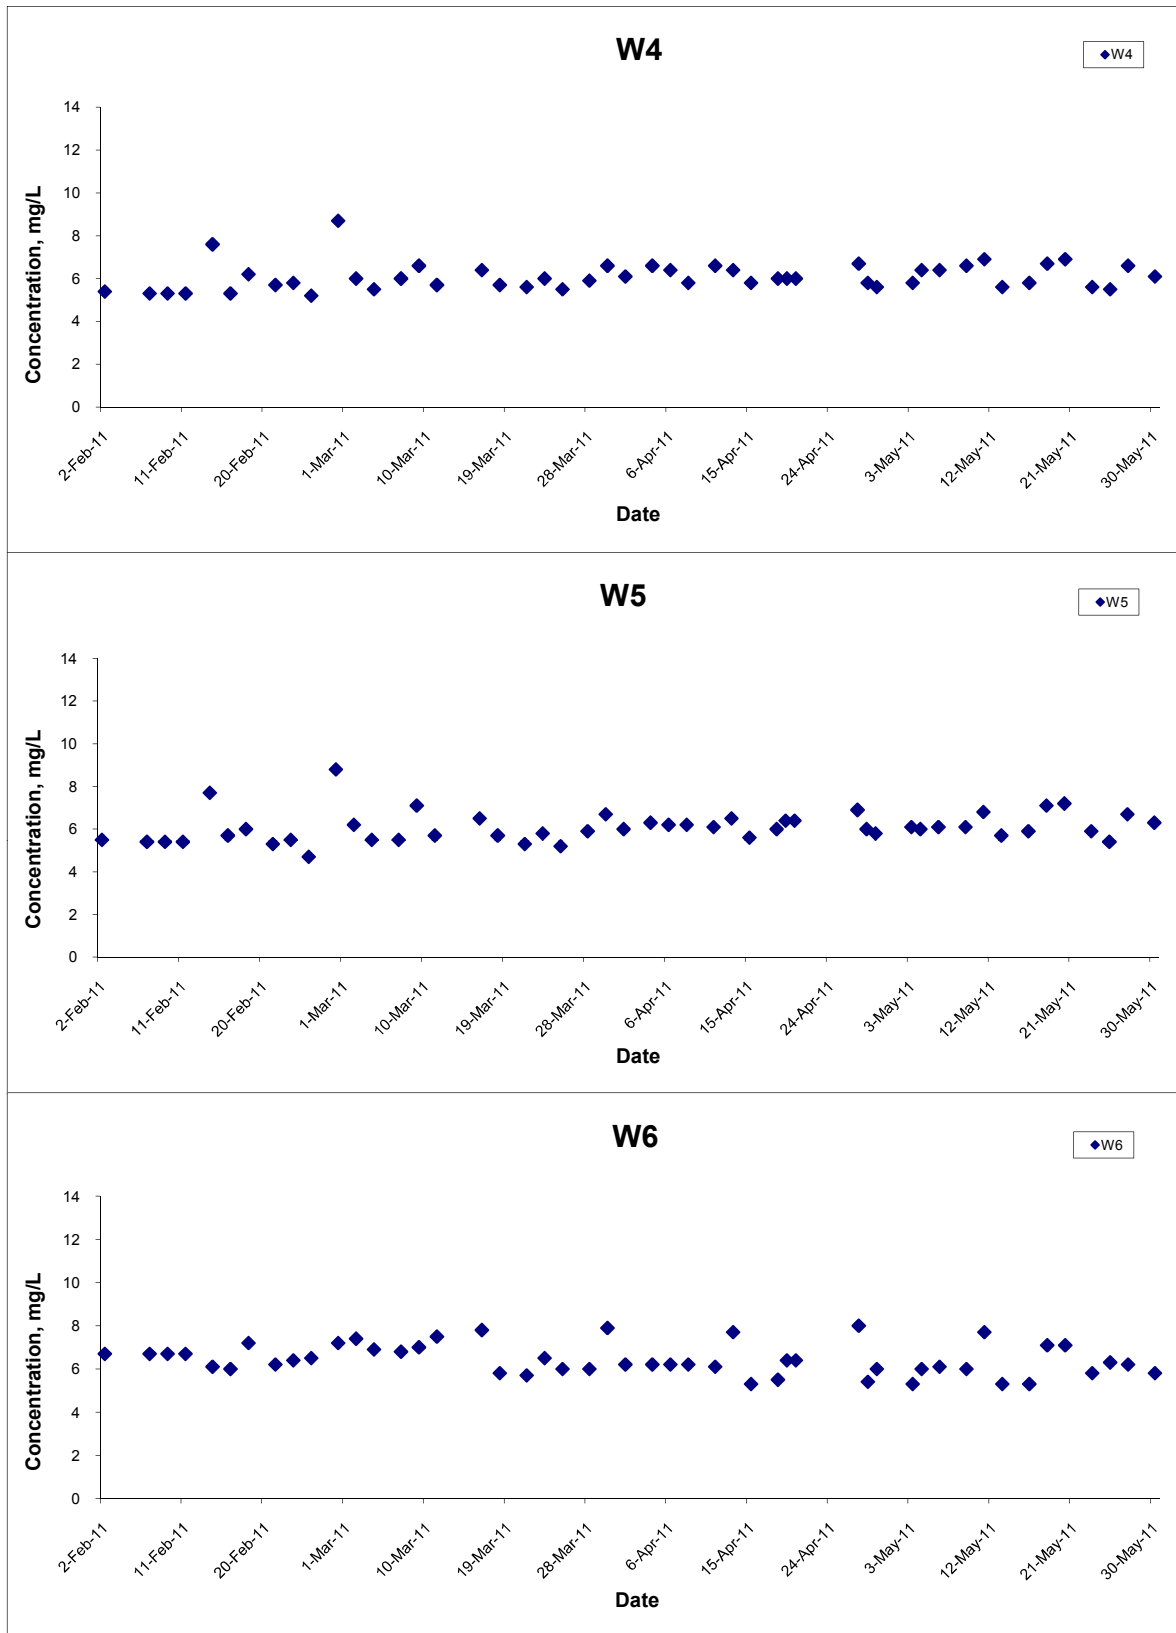 W4
W4
14
12
10
8
6
4
2
0
Concentration, mg/L
2-Feb-11
11-Feb-11
20-Feb-11
1-Mar-11
10-Mar-11
19-Mar-11
28-Mar-11
6-Apr-11
15-Apr-11
24-Apr-11
3-May-11
12-May-11
21-May-11
30-May-11
Date
W5
W5
14
12
10
8
6
4
2
0
Concentration, mg/L
2-Feb-11
11-Feb-11
20-Feb-11
1-Mar-11
10-Mar-11
19-Mar-11
28-Mar-11
6-Apr-11
15-Apr-11
24-Apr-11
3-May-11
12-May-11
21-May-11
30-May-11
Date
W6
W6
14
12
10
8
6
4
2
0
Concentration, mg/L
2-Feb-11
11-Feb-11
20-Feb-11
1-Mar-11
10-Mar-11
19-Mar-11
28-Mar-11
6-Apr-11
15-Apr-11
24-Apr-11
3-May-11
12-May-11
21-May-11
30-May-11
Date